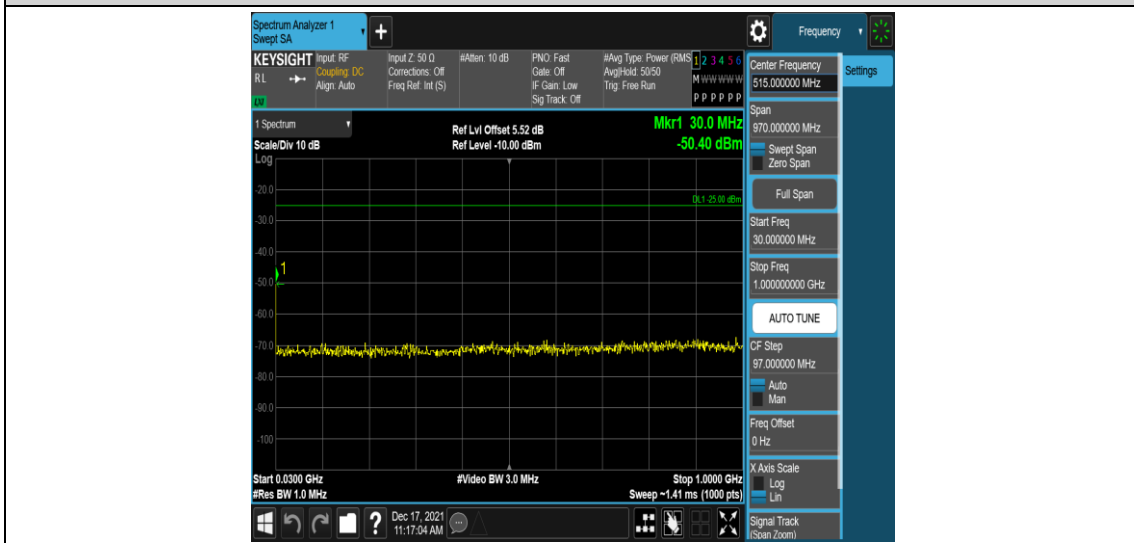 Spectrum Analyzer 1
Swept SA
+
Frequency
KEYSIGHT
RL
LXI
Input: RF
Coupling: DC
Align: Auto
Input Z: 50 Ω
Corrections: Off
Freq Ref: Int (S)
#Atten: 10 dB
PNO: Fast
Gate: Off
IF Gain: Low
Sig Track: Off
#Avg Type: Power (RMS
Avg|Hold: 50/50
Trig: Free Run
1 2 3 4 5 6
M W W W W W
P P P P P P
1 Spectrum
Scale/Div 10 dB
Log
Ref Lvl Offset 5.52 dB
Ref Level -10.00 dBm
Mkr1 30.0 MHz
-50.40 dBm
-20.0
DL1 -25.00 dBm
-30.0
-40.0
1
-50.0
-60.0
-70.0
-80.0
-90.0
-100
Start 0.0300 GHz
#Res BW 1.0 MHz
#Video BW 3.0 MHz
Stop 1.0000 GHz
Sweep ~1.41 ms (1000 pts)
?
Dec 17, 2021
11:17:04 AM
Center Frequency
515.000000 MHz
Settings
Span
970.000000 MHz
Swept Span
Zero Span
Full Span
Start Freq
30.000000 MHz
Stop Freq
1.000000000 GHz
AUTO TUNE
CF Step
97.000000 MHz
Auto
Man
Freq Offset
0 Hz
X Axis Scale
Log
Lin
Signal Track
(Span Zoom)